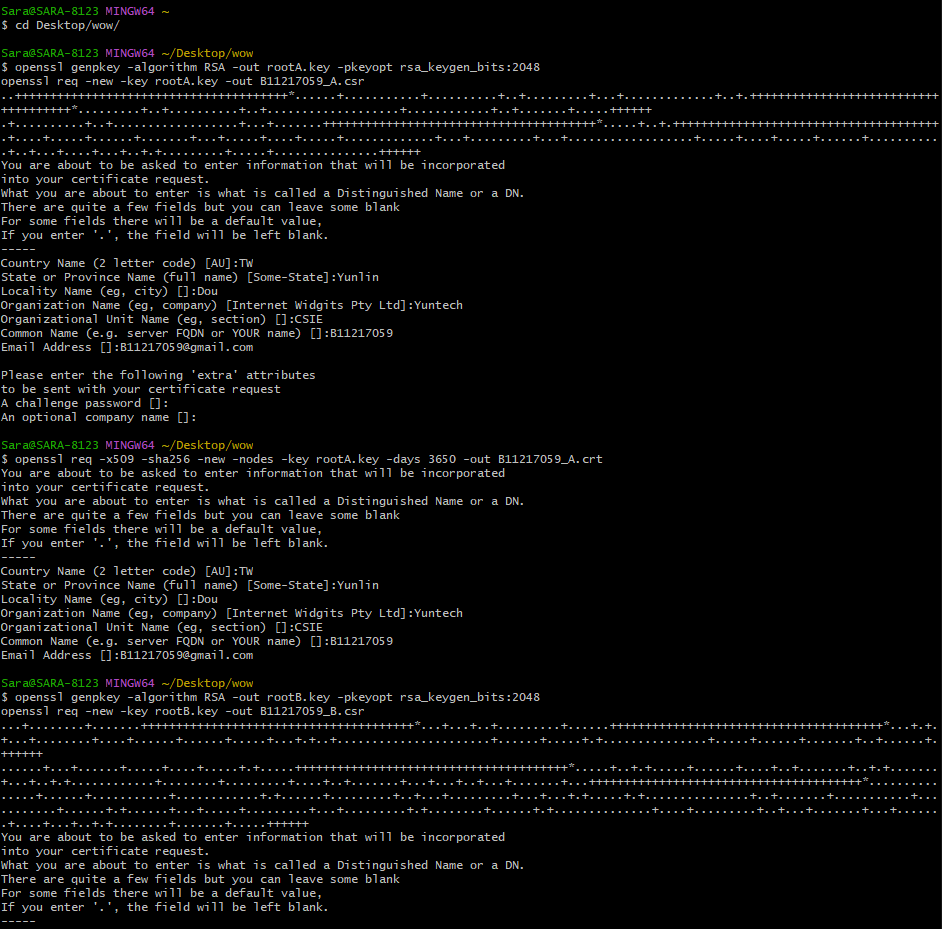 Sara@SARA-8123 MINGW64 ~
$ cd Desktop/wow/

Sara@SARA-8123 MINGW64 ~/Desktop/wow
$ openssl genpkey -algorithm RSA -out rootA.key -pkeyopt rsa_keygen_bits:2048
openssl req -new -key rootA.key -out B11217059_A.csr
You are about to be asked to enter information that will be incorporated
into your certificate request.
What you are about to enter is what is called a Distinguished Name or a DN.
There are quite a few fields but you can leave some blank
For some fields there will be a default value,
If you enter '.', the field will be left blank.
-----
Country Name (2 letter code) [AU]:TW
State or Province Name (full name) [Some-State]:Yunlin
Locality Name (eg, city) []:Dou
Organization Name (eg, company) [Internet Widgits Pty Ltd]:Yuntech
Organizational Unit Name (eg, section) []:CSIE
Common Name (e.g. server FQDN or YOUR name) []:B11217059
Email Address []:B11217059@gmail.com

Please enter the following 'extra' attributes
to be sent with your certificate request
A challenge password []:
An optional company name []:

Sara@SARA-8123 MINGW64 ~/Desktop/wow
$ openssl req -x509 -sha256 -new -nodes -key rootA.key -days 3650 -out B11217059_A.crt
You are about to be asked to enter information that will be incorporated
into your certificate request.
What you are about to enter is what is called a Distinguished Name or a DN.
There are quite a few fields but you can leave some blank
For some fields there will be a default value,
If you enter '.', the field will be left blank.
-----
Country Name (2 letter code) [AU]:TW
State or Province Name (full name) [Some-State]:Yunlin
Locality Name (eg, city) []:Dou
Organization Name (eg, company) [Internet Widgits Pty Ltd]:Yuntech
Organizational Unit Name (eg, section) []:CSIE
Common Name (e.g. server FQDN or YOUR name) []:B11217059
Email Address []:B11217059@gmail.com

Sara@SARA-8123 MINGW64 ~/Desktop/wow
$ openssl genpkey -algorithm RSA -out rootB.key -pkeyopt rsa_keygen_bits:2048
openssl req -new -key rootB.key -out B11217059_B.csr
You are about to be asked to enter information that will be incorporated
into your certificate request.
What you are about to enter is what is called a Distinguished Name or a DN.
There are quite a few fields but you can leave some blank
For some fields there will be a default value,
If you enter '.', the field will be left blank.
-----